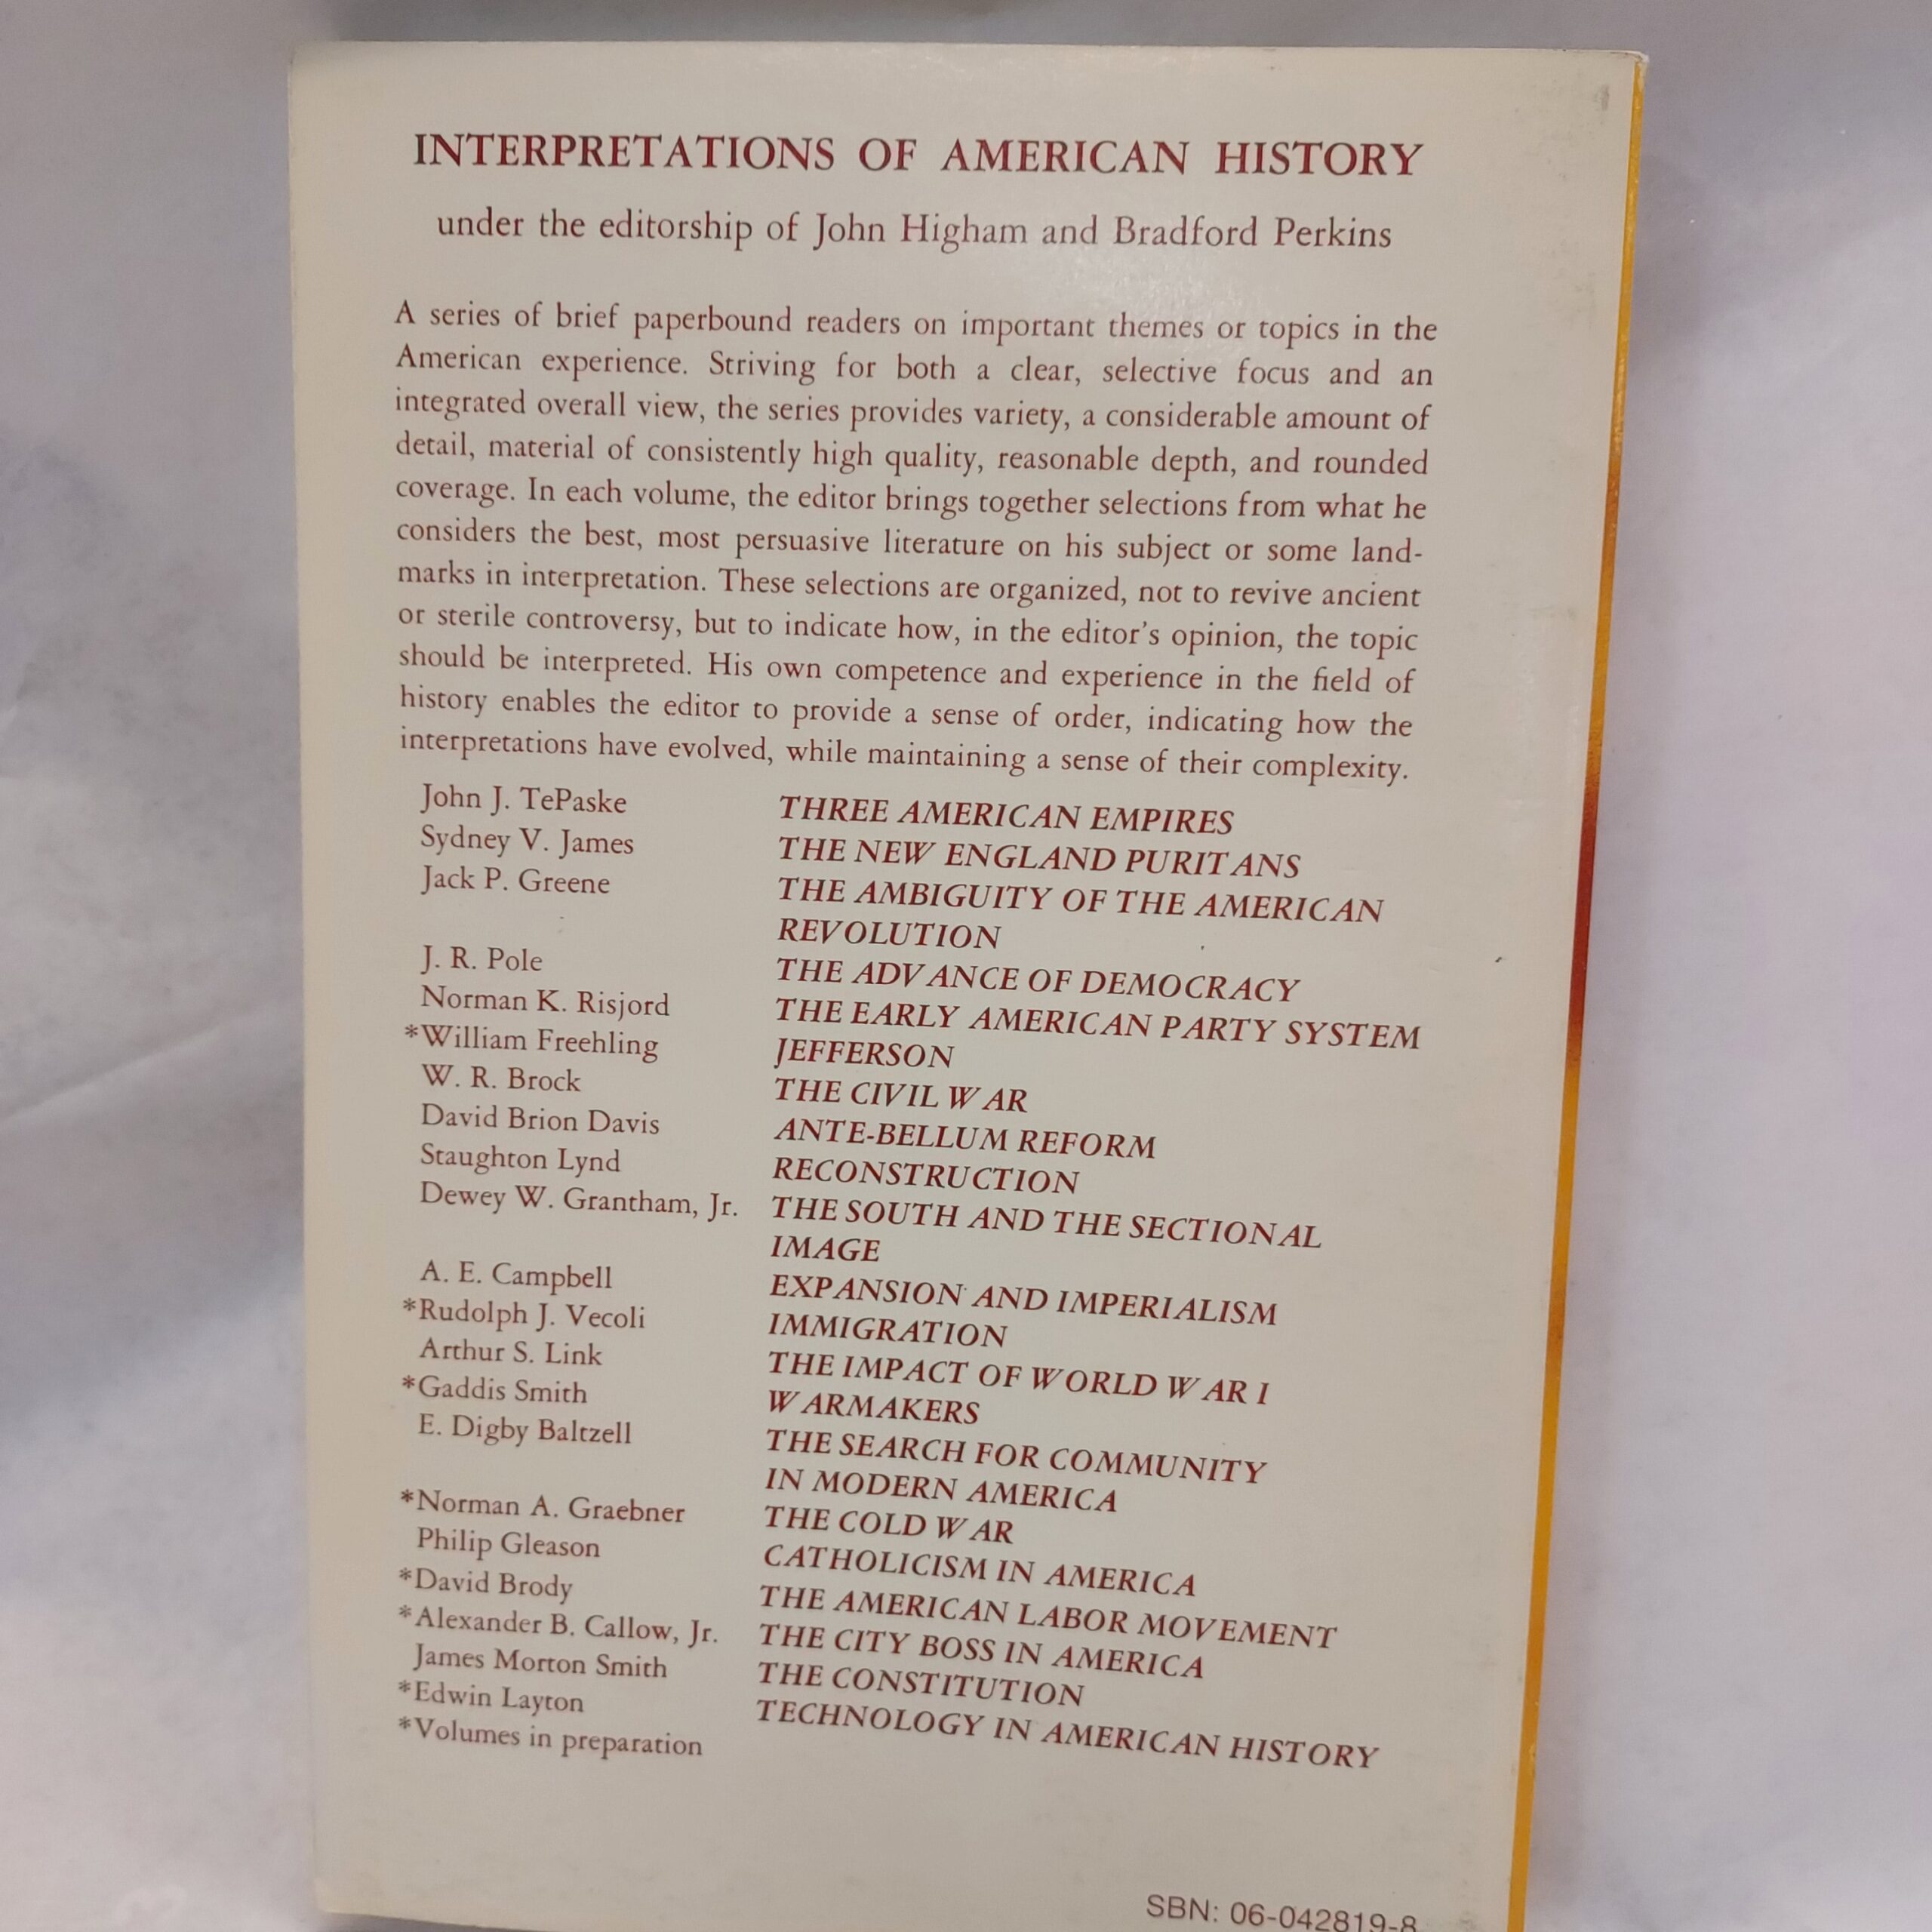 INTERPRETATIONS OF AMERICAN HISTORY
under the editorship of John Higham and Bradford Perkins
A series of brief paperbound readers on important themes or topics in the
American experience. Striving for both a clear, selective focus and an
integrated overall view, the series provides variety, a considerable amount of
detail, material of consistently high quality, reasonable depth, and rounded
coverage. In each volume, the editor brings together selections from what he
considers the best, most persuasive literature on his subject or some land-
marks in interpretation. These selections are organized, not to revive ancient
or sterile controversy, but to indicate how, in the editor's opinion, the topic
should be interpreted. His own competence and experience in the field of
history enables the editor to provide a sense of order, indicating how the
interpretations have evolved, while maintaining a sense of their complexity.
John J. TePaske THREE AMERICAN EMPIRES
Sydney V. James THE NEW ENGLAND PURITANS
Jack P. Greene THE AMBIGUITY OF THE AMERICAN
REVOLUTION
J. R. Pole THE ADVANCE OF DEMOCRACY
Norman K. Risjord THE EARLY AMERICAN PARTY SYSTEM
*William Freehling JEFFERSON
W. R. Brock THE CIVIL WAR
David Brion Davis ANTE-BELLUM REFORM
Staughton Lynd RECONSTRUCTION
Dewey W. Grantham, Jr. THE SOUTH AND THE SECTIONAL
IMAGE
A. E. Campbell EXPANSION AND IMPERIALISM
*Rudolph J. Vecoli IMMIGRATION
Arthur S. Link THE IMPACT OF WORLD WAR I
*Gaddis Smith WARMAKERS
E. Digby Baltzell THE SEARCH FOR COMMUNITY
IN MODERN AMERICA
*Norman A. Graebner THE COLD WAR
Philip Gleason CATHOLICISM IN AMERICA
*David Brody THE AMERICAN LABOR MOVEMENT
*Alexander B. Callow, Jr. THE CITY BOSS IN AMERICA
James Morton Smith THE CONSTITUTION
*Edwin Layton TECHNOLOGY IN AMERICAN HISTORY
*Volumes in preparation
SBN: 06-042819-8